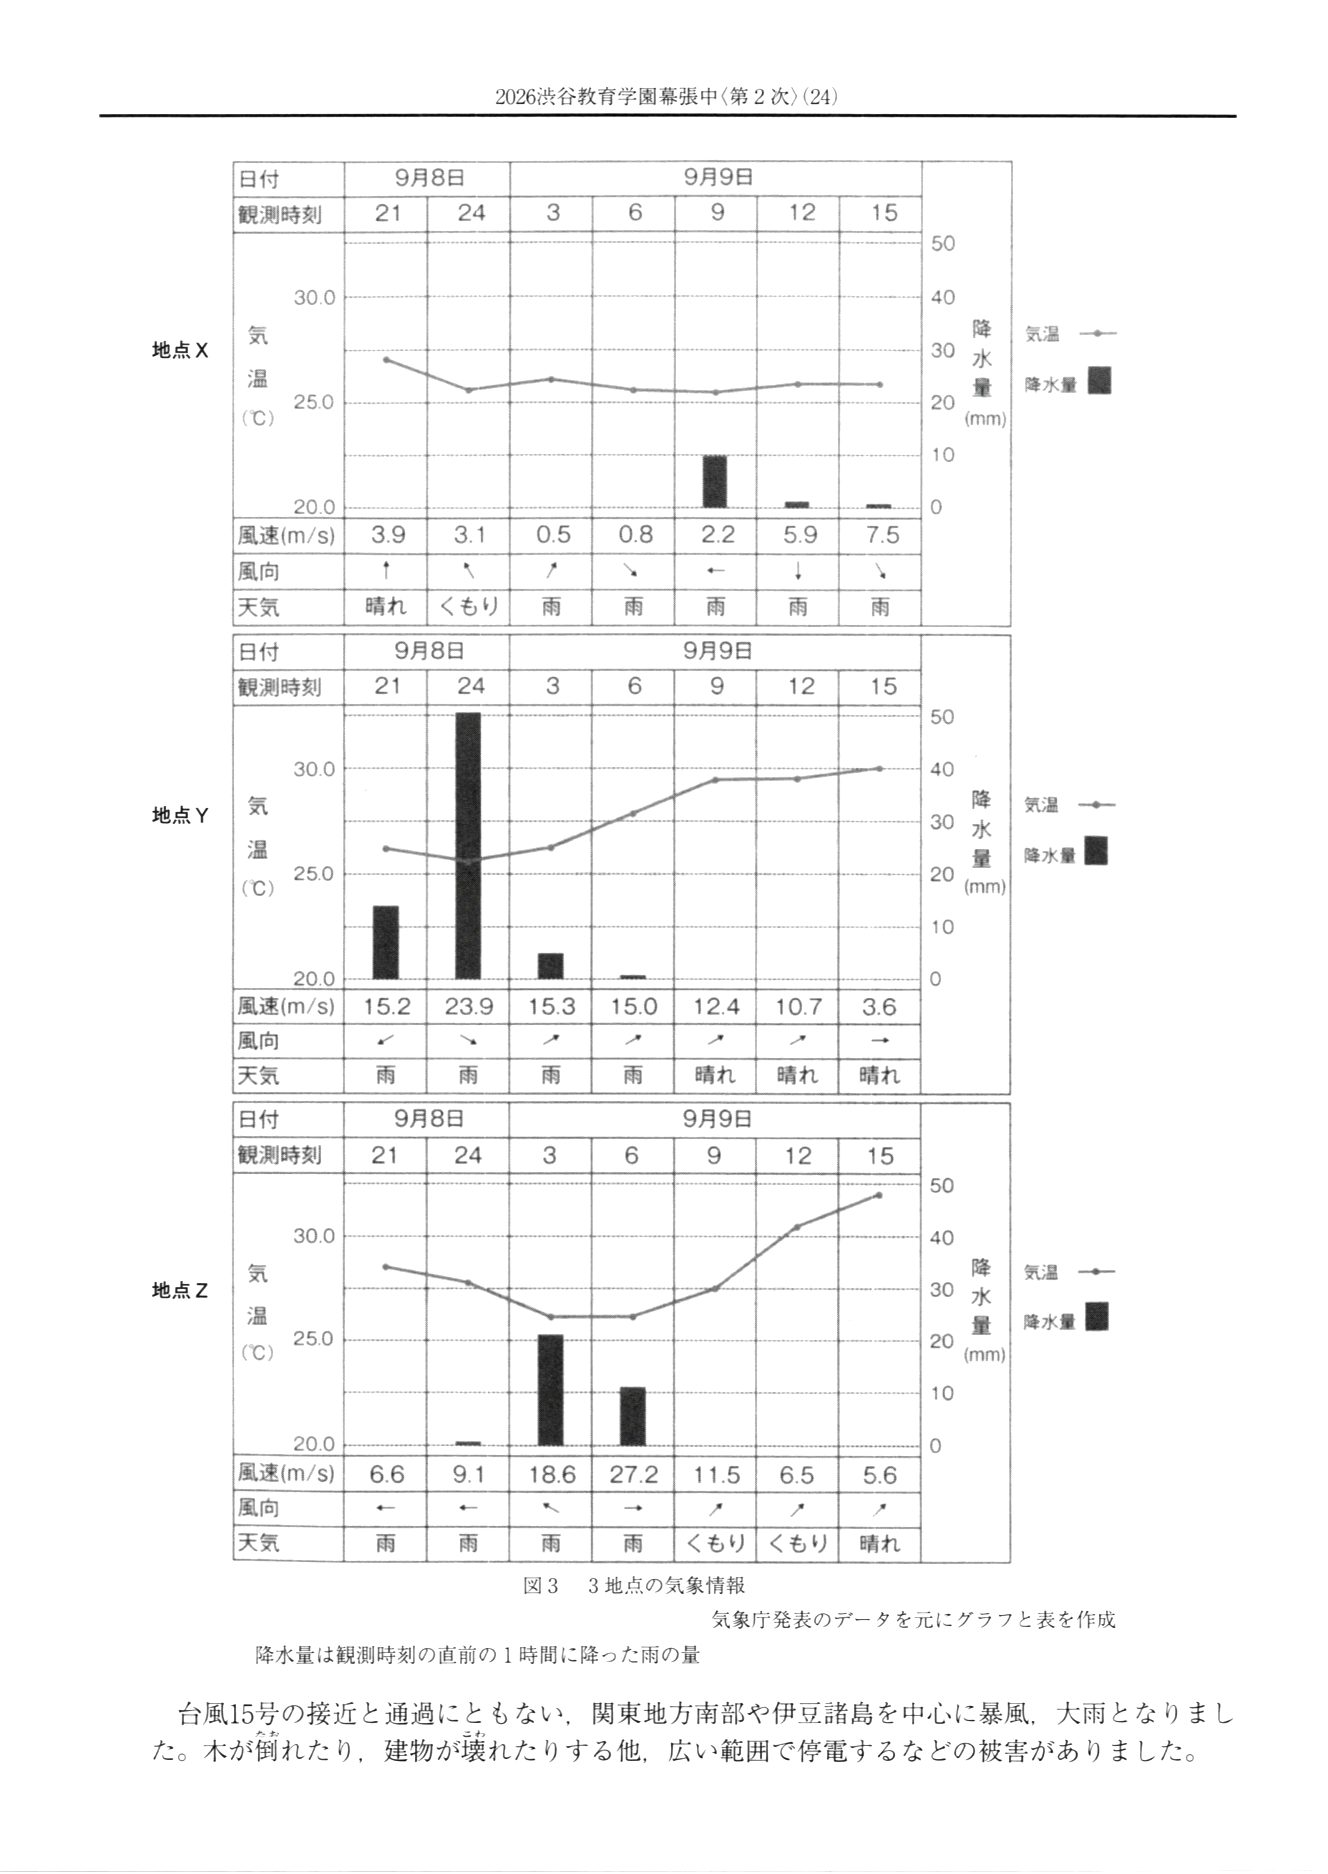 2026渋谷教育学園幕張中〈第2次〉(24)
日付 9月8日 9月9日
観測時刻 21 24 3 6 9 12 15
50
30.0 40
地点X 気 降 気温
30 水
温 量 降水量
(℃) 25.0 20 (mm)
10
20.0 0
風速(m/s) 3.9 3.1 0.5 0.8 2.2 5.9 7.5
風向 ↑ ↖ ↗ ↘ ← ↓ ↘
天気 晴れ くもり 雨 雨 雨 雨 雨
日付 9月8日 9月9日
観測時刻 21 24 3 6 9 12 15
50
30.0 40
地点Y 気 降 気温
30 水
温 量 降水量
(℃) 25.0 20 (mm)
10
20.0 0
風速(m/s) 15.2 23.9 15.3 15.0 12.4 10.7 3.6
風向 ↙ ↘ ↗ ↗ ↗ ↗ →
天気 雨 雨 雨 雨 晴れ 晴れ 晴れ
日付 9月8日 9月9日
観測時刻 21 24 3 6 9 12 15
50
30.0 40
地点Z 気 降 気温
30 水
温 量 降水量
(℃) 25.0 20 (mm)
10
20.0 0
風速(m/s) 6.6 9.1 18.6 27.2 11.5 6.5 5.6
風向 ← ← ↖ → ↗ ↗ ↗
天気 雨 雨 雨 雨 くもり くもり 晴れ
図3 3地点の気象情報
気象庁発表のデータを元にグラフと表を作成
降水量は観測時刻の直前の1時間に降った雨の量
台風15号の接近と通過にともない，関東地方南部や伊豆諸島を中心に暴風，大雨となりまし
たお こわ
た。木が倒れたり，建物が壊れたりする他，広い範囲で停電するなどの被害がありました。